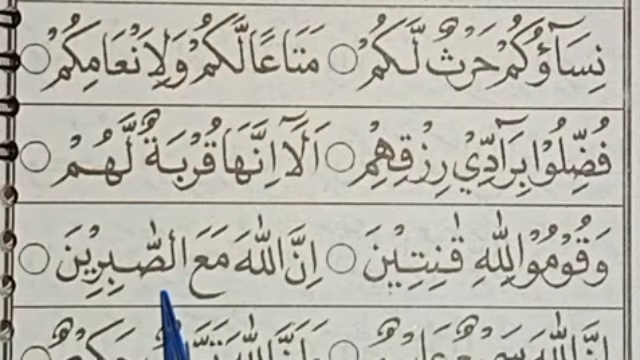 نِسَآؤُكُمْ حَرْثٌ لَّكُمْ ○ مَتَاعًا لَّكُمْ وَلِاَنْعَامِكُمْ ○
فُضِّلُوْا بِرَآدِّيْ رِزْقِهِمْ ○ اَلَآ اِنَّهَا قُرْبَةٌ لَّهُمْ ○
وَقُوْمُوْا لِلّٰهِ قٰنِتِيْنَ ○ اِنَّ اللّٰهَ مَعَ الصّٰبِرِيْنَ ○